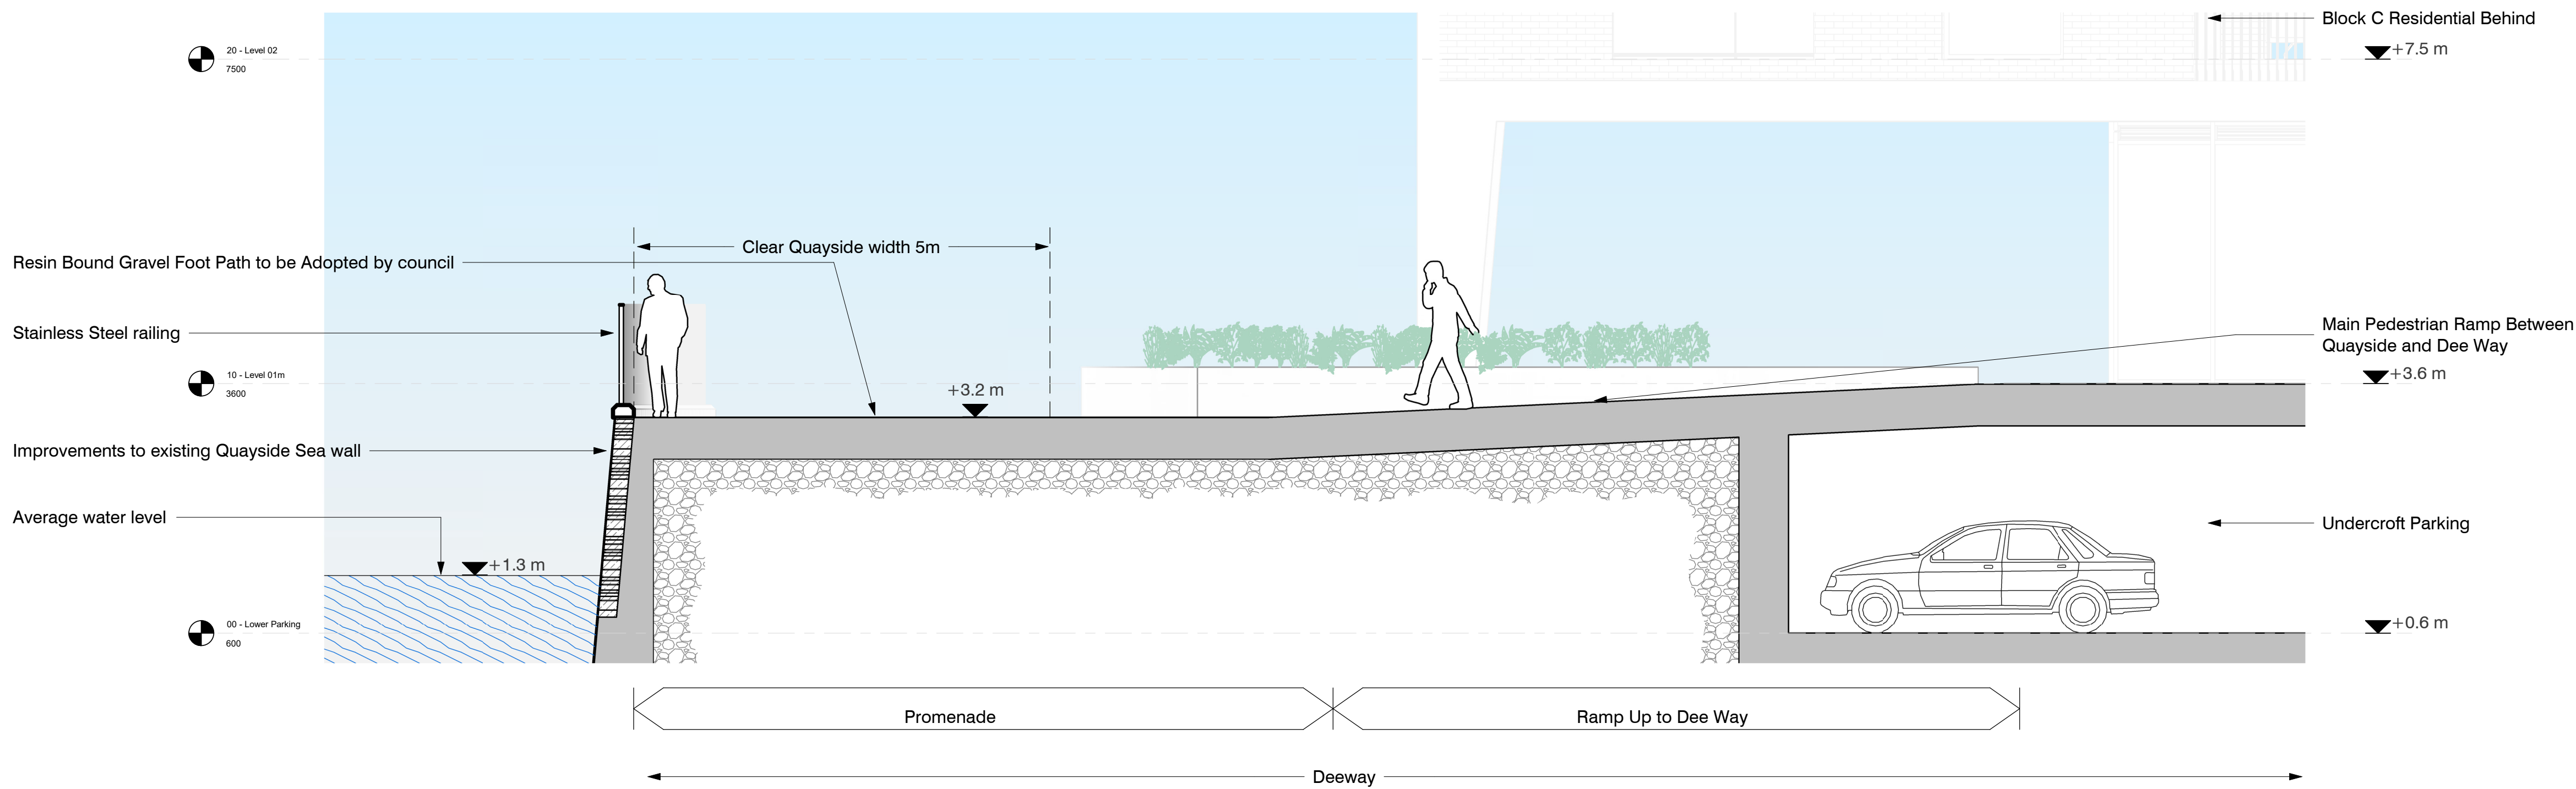 Block C Residential Behind
20 - Level 02
7500
+7.5 m
Clear Quayside width 5m
Resin Bound Gravel Foot Path to be Adopted by council
Stainless Steel railing
Main Pedestrian Ramp Between
Quayside and Dee Way
10 - Level 01m
3600
+3.2 m
+3.6 m
Improvements to existing Quayside Sea wall
Average water level
Undercroft Parking
+1.3 m
00 - Lower Parking
600
+0.6 m
Promenade
Ramp Up to Dee Way
Deeway